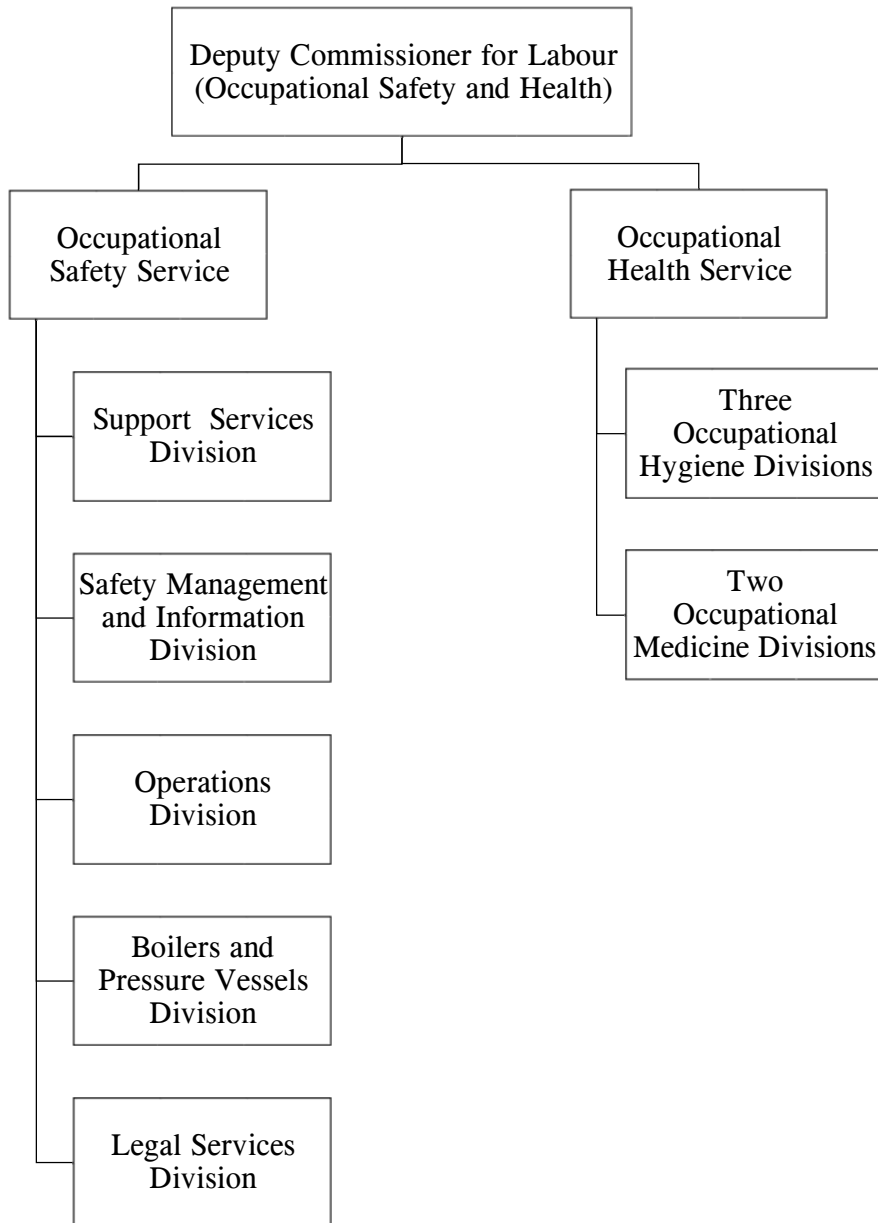 Deputy Commissioner for Labour
(Occupational Safety and Health)
Occupational
Safety Service
Occupational
Health Service
Support Services
Division
Safety Management
and Information
Division
Operations
Division
Boilers and
Pressure Vessels
Division
Legal Services
Division
Three
Occupational
Hygiene Divisions
Two
Occupational
Medicine Divisions